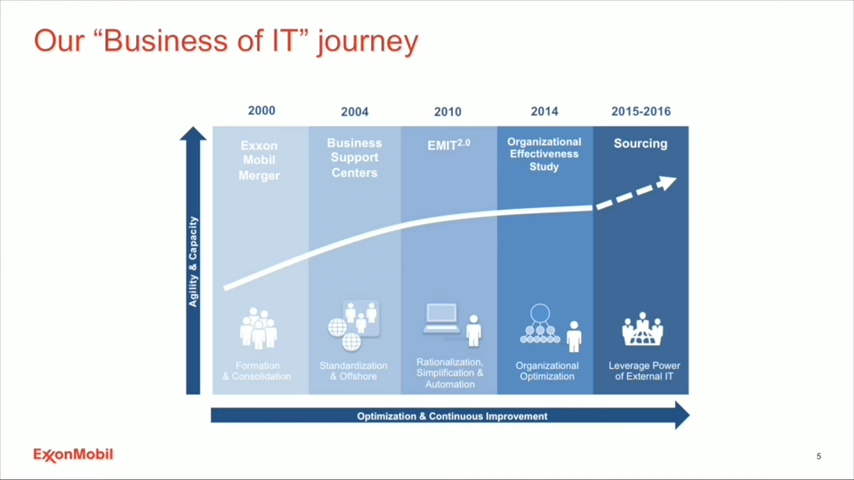 Our “Business of IT” journey
2000
2004
2010
2014
2015-2016
Exxon
Mobil
Merger
Business
Support
Centers
EMIT2.0
Organizational
Effectiveness
Study
Sourcing
Agility & Capacity
Formation
& Consolidation
Standardization
& Offshore
Rationalization,
Simplification &
Automation
Organizational
Optimization
Leverage Power
of External IT
Optimization & Continuous Improvement
ExxonMobil
5